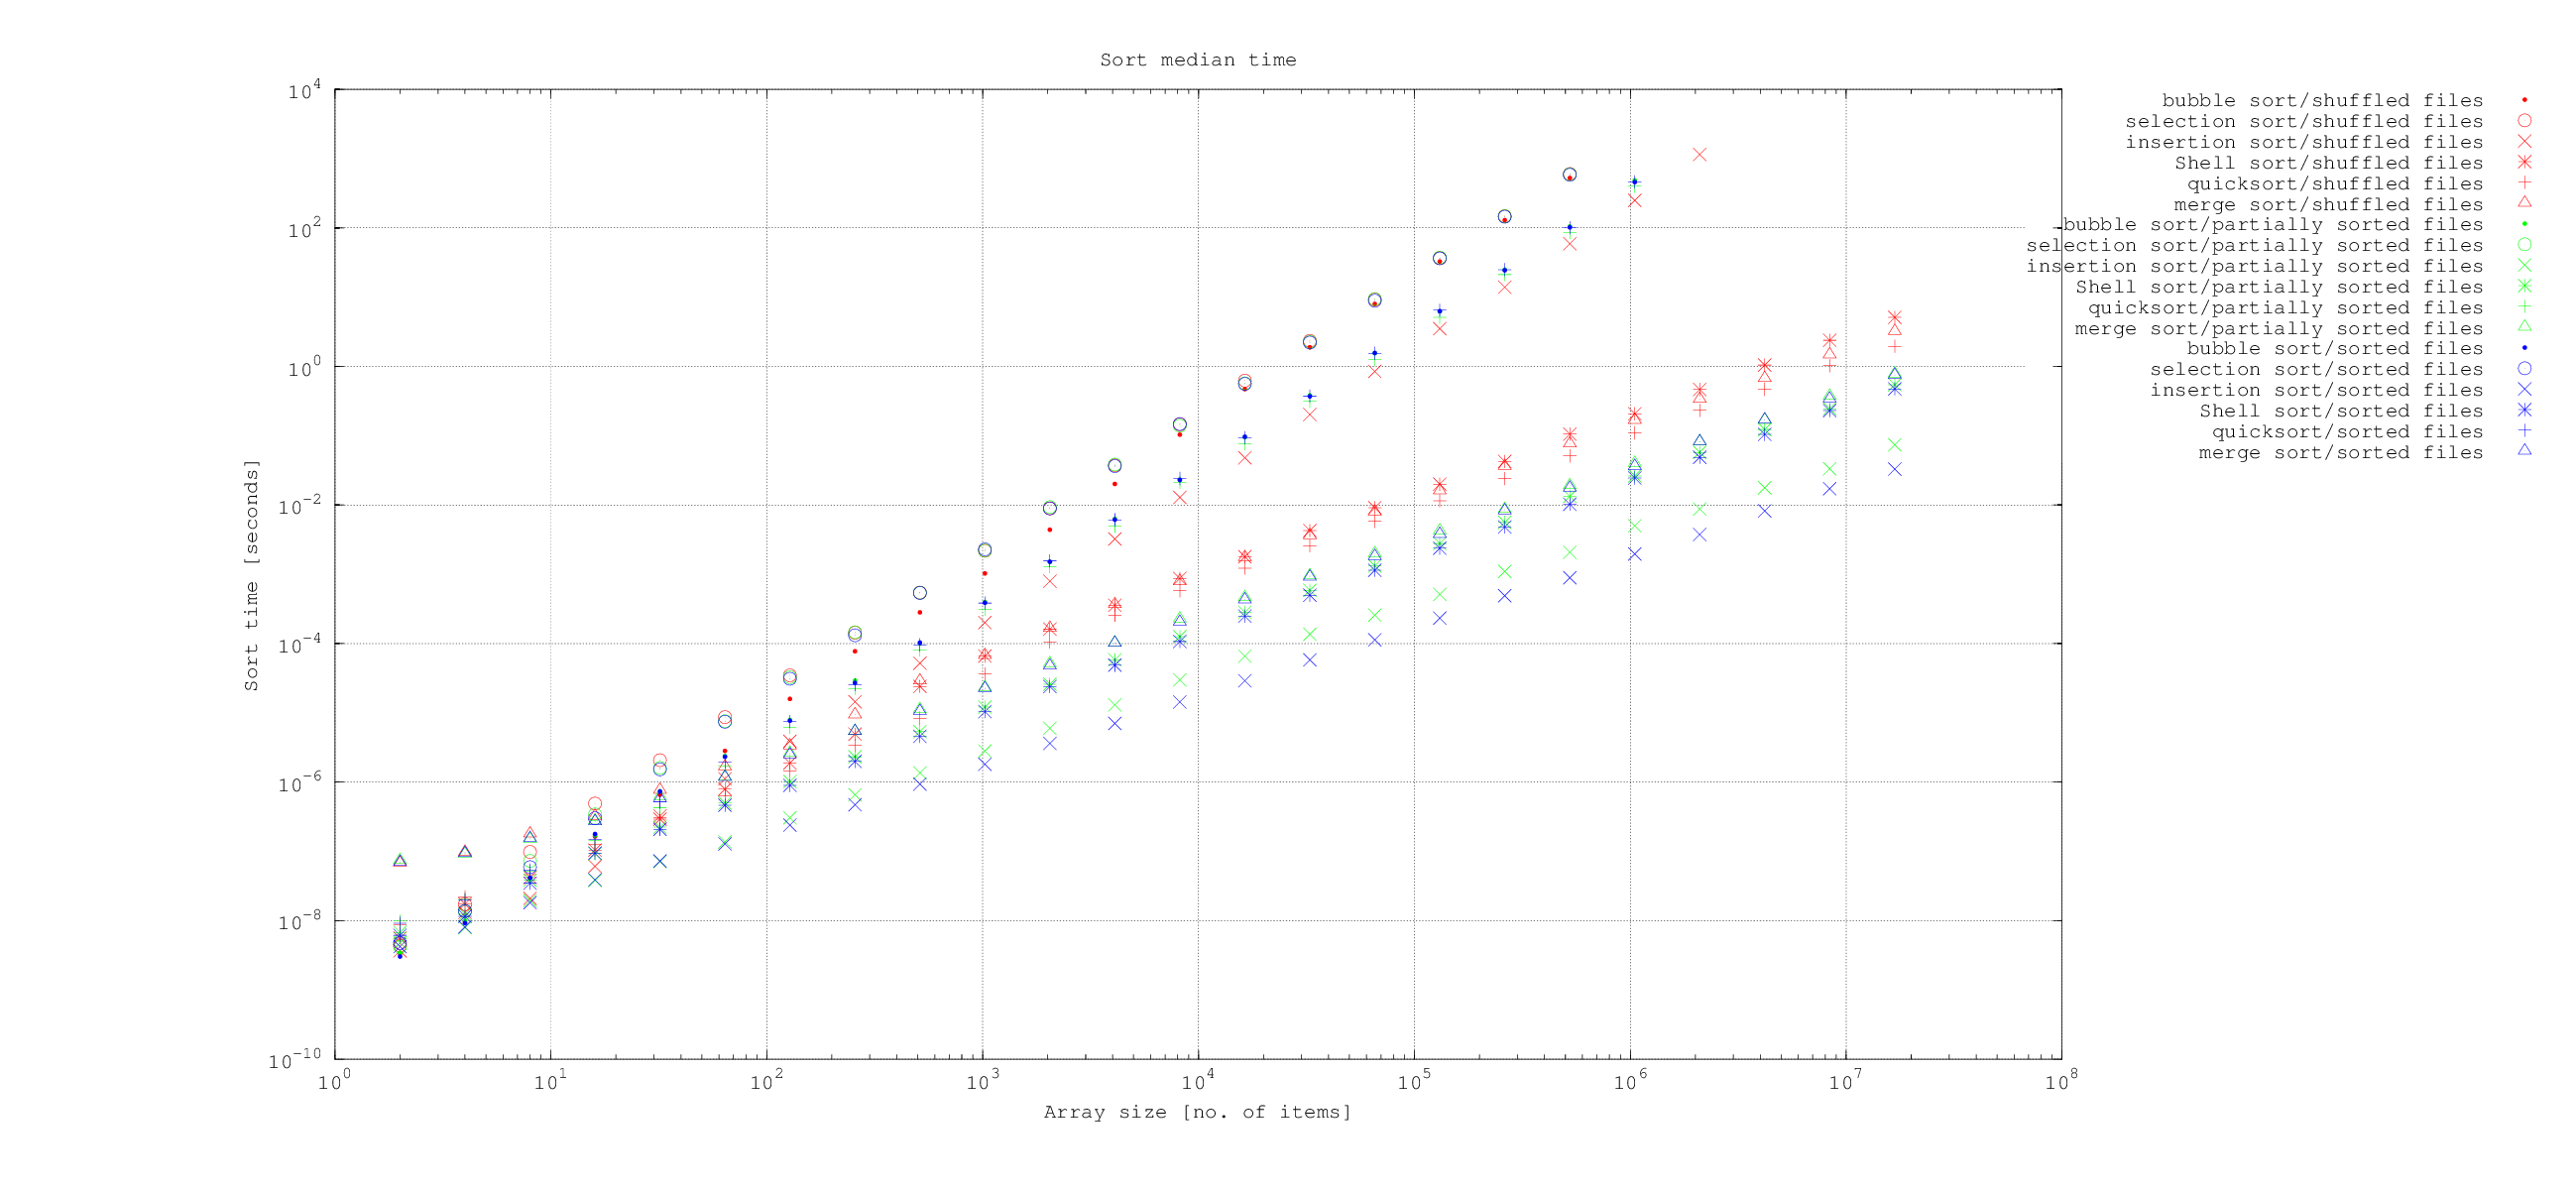 Sort median time
10^4
10^2
10^0
10^-2
10^-4
10^-6
10^-8
10^-10
Sort time [seconds]
10^0 10^1 10^2 10^3 10^4 10^5 10^6 10^7 10^8
Array size [no. of items]
bubble sort/shuffled files
selection sort/shuffled files
insertion sort/shuffled files
Shell sort/shuffled files
quicksort/shuffled files
merge sort/shuffled files
bubble sort/partially sorted files
selection sort/partially sorted files
insertion sort/partially sorted files
Shell sort/partially sorted files
quicksort/partially sorted files
merge sort/partially sorted files
bubble sort/sorted files
selection sort/sorted files
insertion sort/sorted files
Shell sort/sorted files
quicksort/sorted files
merge sort/sorted files